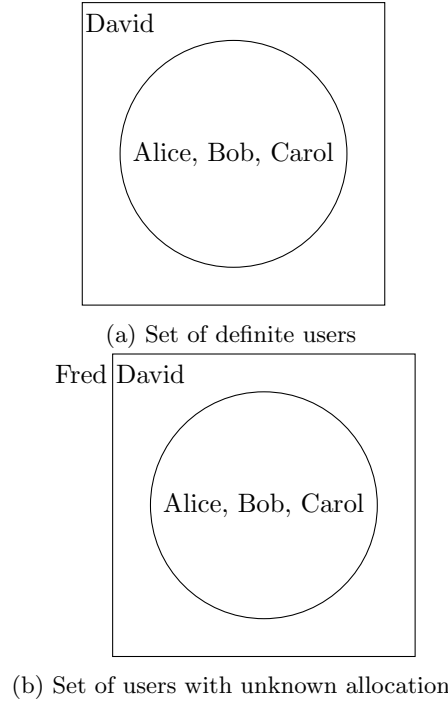 David
Alice, Bob, Carol
(a) Set of definite users
Fred David
Alice, Bob, Carol
(b) Set of users with unknown allocation